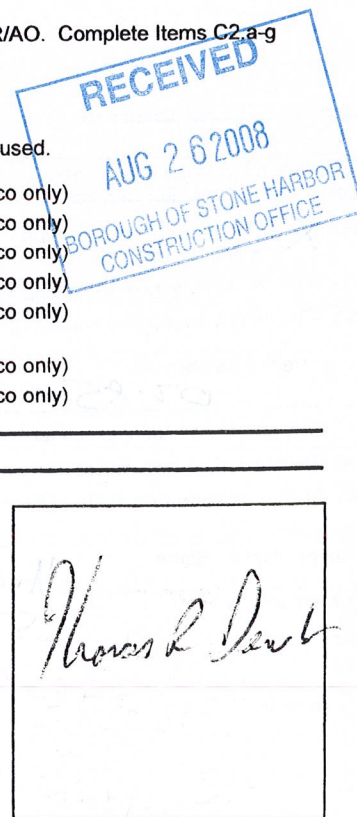 R/AO. Complete Items C2.a-g
RECEIVED
used.
AUG 2 6 2008
co only)
co only)
BOROUGH OF STONE HARBOR
co only)
CONSTRUCTION OFFICE
co only)
co only)
co only)
co only)
Thomas R